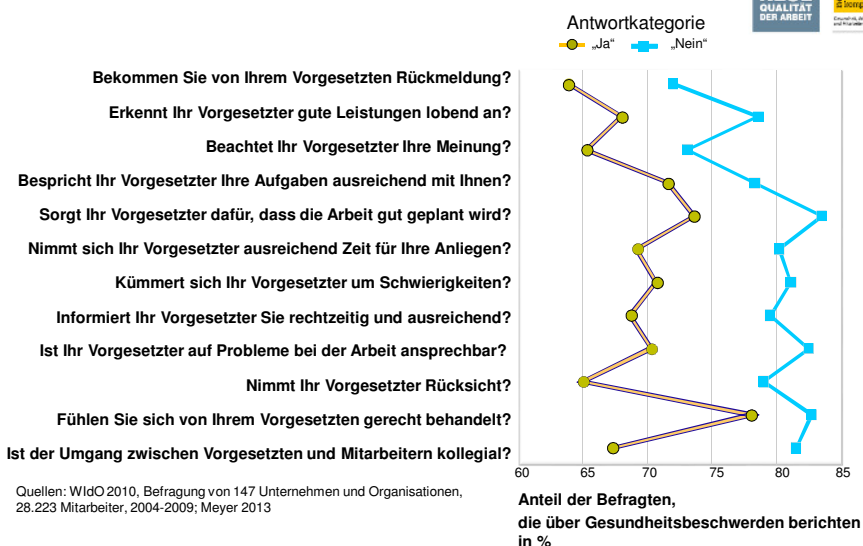 QUALITÄT
DER ARBEIT
Antwortkategorie
„Ja“ „Nein“
Bekommen Sie von Ihrem Vorgesetzten Rückmeldung?
Erkennt Ihr Vorgesetzter gute Leistungen lobend an?
Beachtet Ihr Vorgesetzter Ihre Meinung?
Bespricht Ihr Vorgesetzter Ihre Aufgaben ausreichend mit Ihnen?
Sorgt Ihr Vorgesetzter dafür, dass die Arbeit gut geplant wird?
Nimmt sich Ihr Vorgesetzter ausreichend Zeit für Ihre Anliegen?
Kümmert sich Ihr Vorgesetzter um Schwierigkeiten?
Informiert Ihr Vorgesetzter Sie rechtzeitig und ausreichend?
Ist Ihr Vorgesetzter auf Probleme bei der Arbeit ansprechbar?
Nimmt Ihr Vorgesetzter Rücksicht?
Fühlen Sie sich von Ihrem Vorgesetzten gerecht behandelt?
Ist der Umgang zwischen Vorgesetzten und Mitarbeitern kollegial?
60 65 70 75 80 85
Quellen: WIdO 2010, Befragung von 147 Unternehmen und Organisationen,
28.223 Mitarbeiter, 2004-2009; Meyer 2013
Anteil der Befragten,
die über Gesundheitsbeschwerden berichten
in %